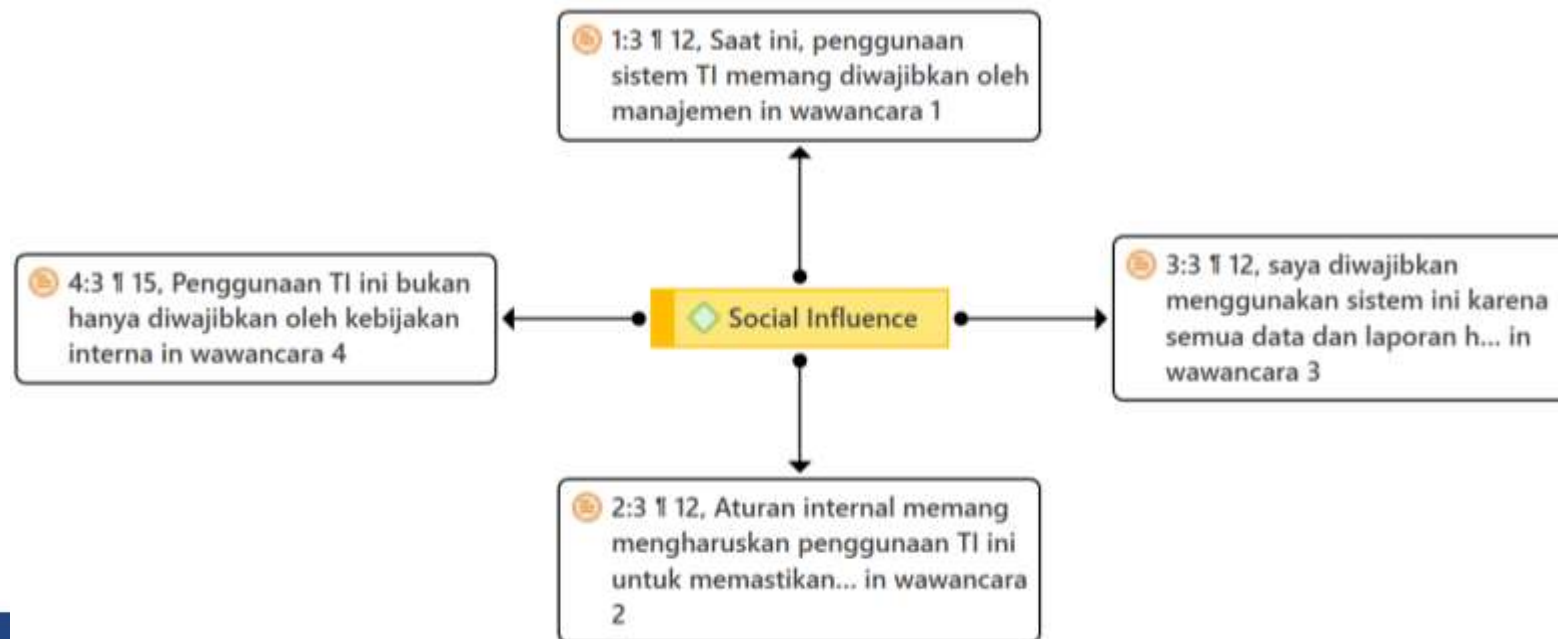 1:3 ¶ 12, Saat ini, penggunaan
sistem TI memang diwajibkan oleh
manajemen in wawancara 1
4:3 ¶ 15, Penggunaan TI ini bukan
hanya diwajibkan oleh kebijakan
interna in wawancara 4
Social Influence
3:3 ¶ 12, saya diwajibkan
menggunakan sistem ini karena
semua data dan laporan h... in
wawancara 3
2:3 ¶ 12, Aturan internal memang
mengharuskan penggunaan TI ini
untuk memastikan... in wawancara
2